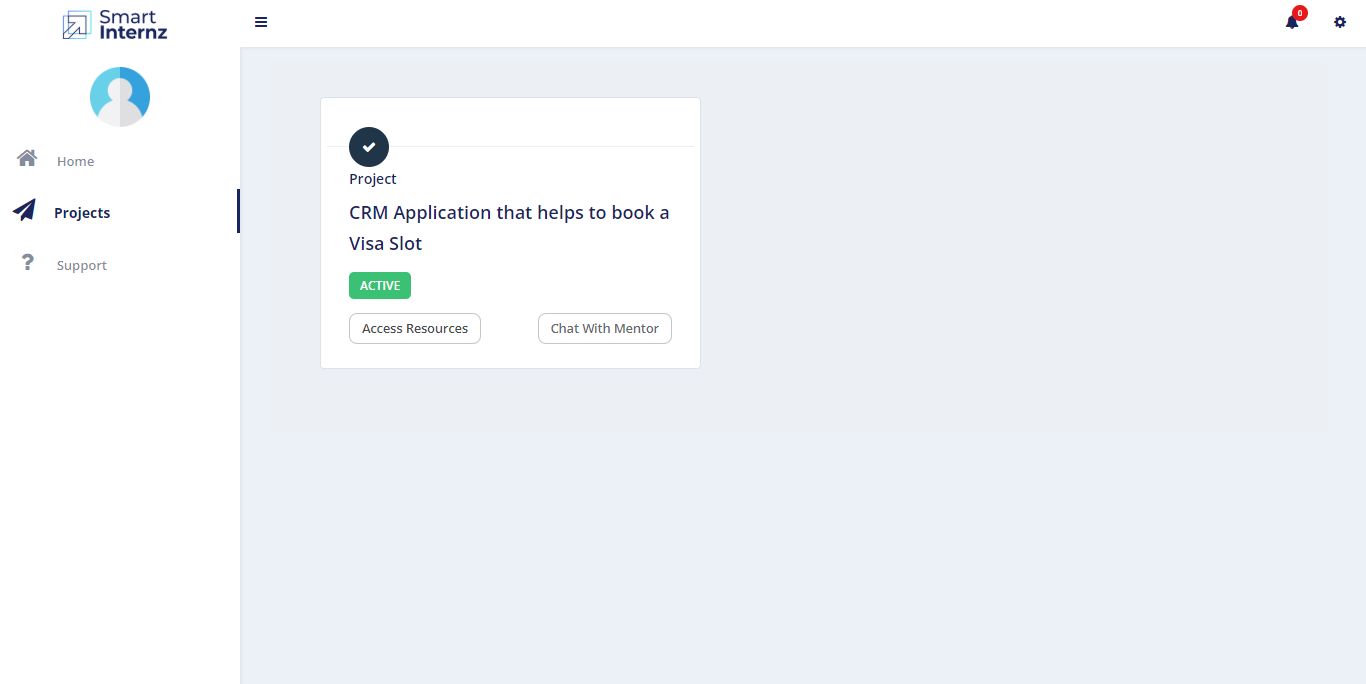 Smart
Internz
0
Home
Projects
Support
Project
CRM Application that helps to book a
Visa Slot
ACTIVE
Access Resources
Chat With Mentor